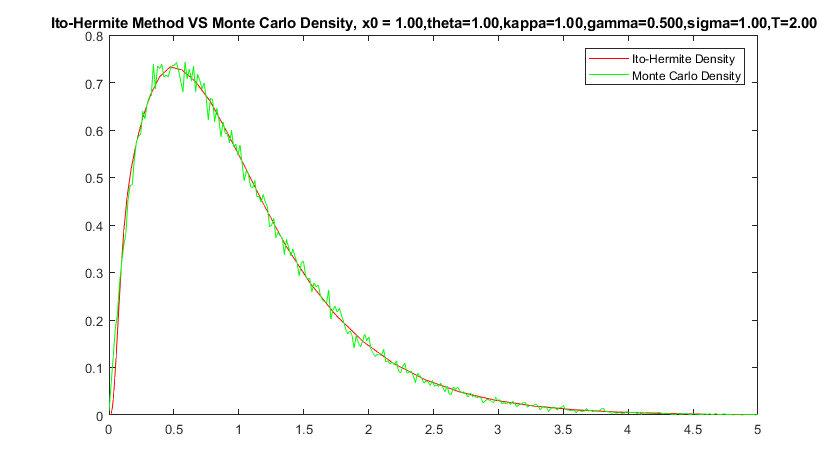 Ito-Hermite Method VS Monte Carlo Density, x0 = 1.00,theta=1.00,kappa=1.00,gamma=0.500,sigma=1.00,T=2.00
Ito-Hermite Density
Monte Carlo Density
0.8
0.7
0.6
0.5
0.4
0.3
0.2
0.1
0
0 0.5 1 1.5 2 2.5 3 3.5 4 4.5 5